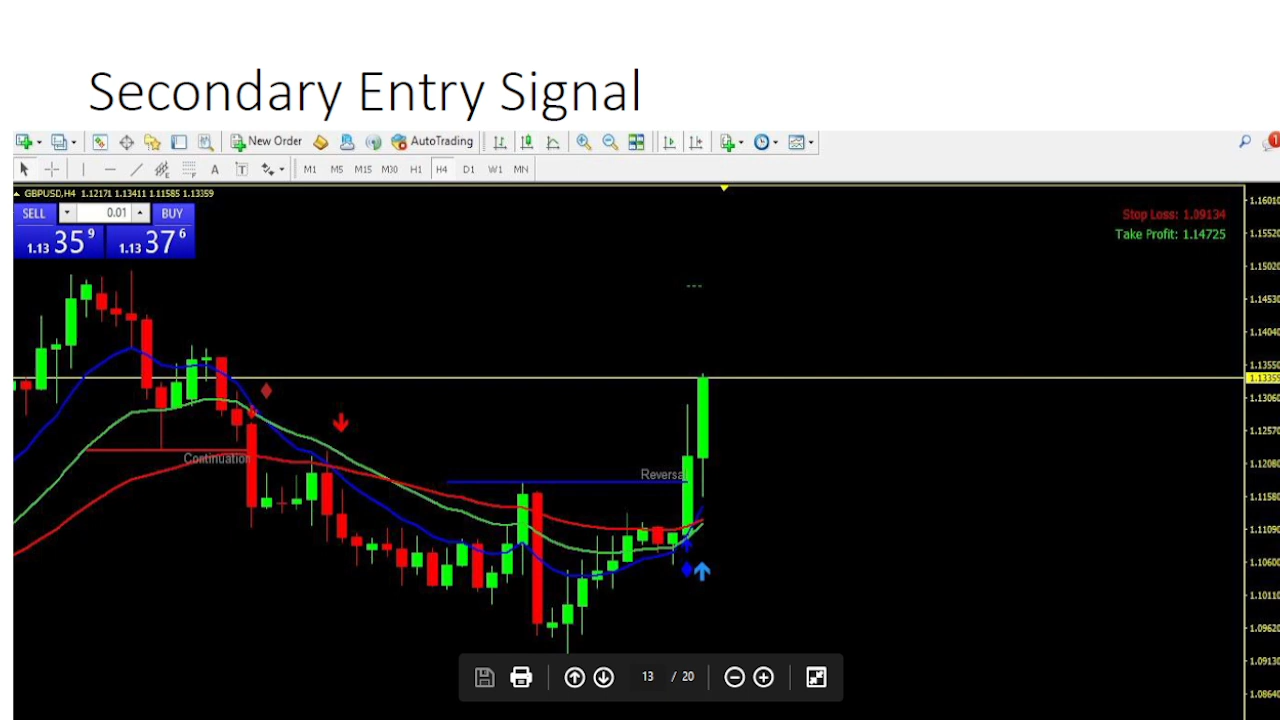 Secondary Entry Signal
New Order AutoTrading 1
A T F M1 M5 M15 M30 H1 H4 D1 W1 MN
GBPUSD,H4 1.12171 1.13411 1.11585 1.13359
SELL 0.01 BUY
1.13 35 9 1.13 37 6
Stop Loss: 1.09134
Take Profit: 1.14725
1.16010
1.15520
1.15020
1.14530
1.14040
1.13550
1.13359
1.13060
1.12570
1.12080
1.11580
1.11090
1.10600
1.10110
1.09620
1.09130
1.08640
Continuation
Reversal
13 / 20